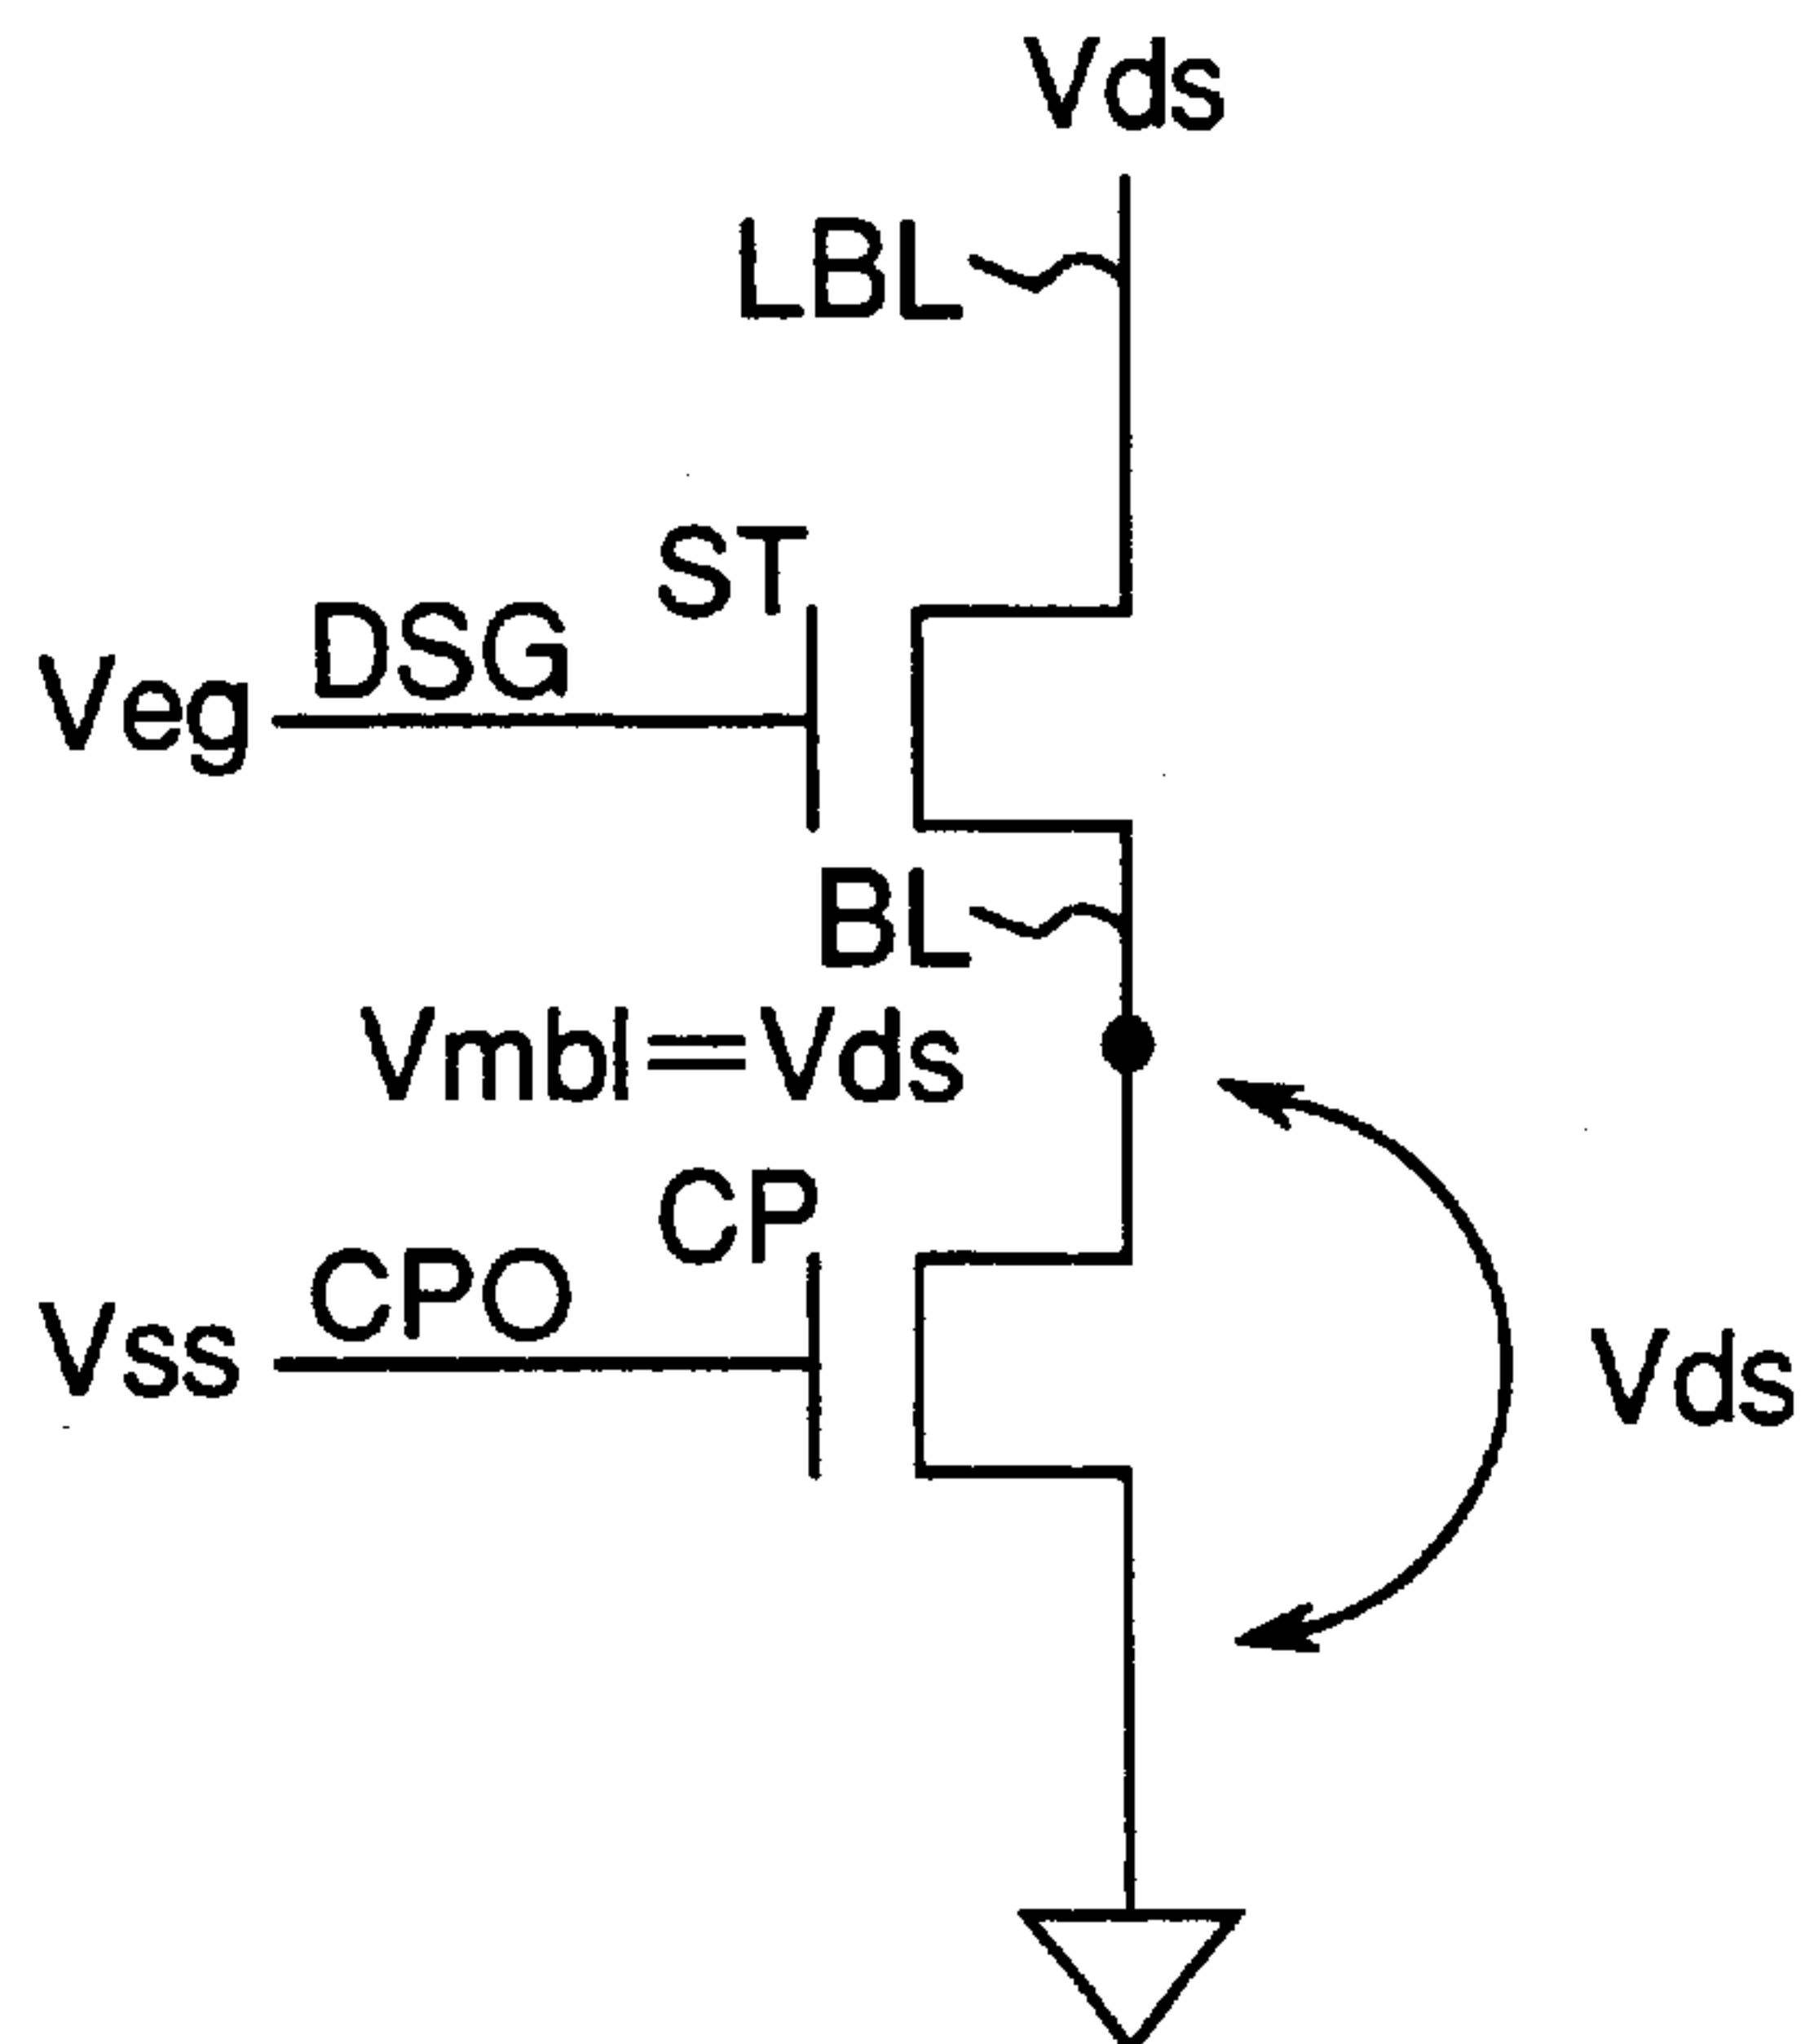 Vds
LBL
ST
DSG
Veg
BL
Vmbl=Vds
CP
CPO
Vss
Vds